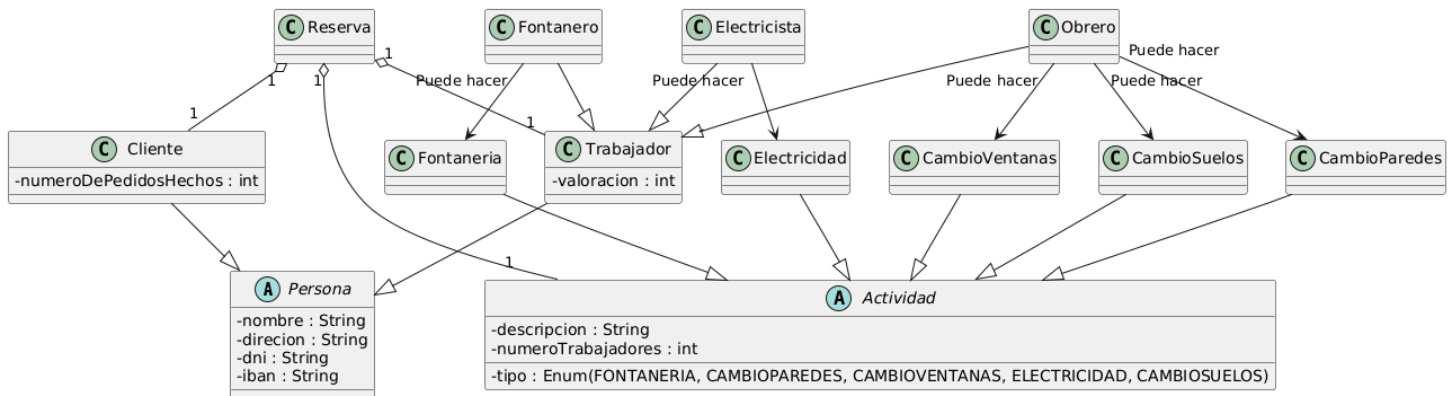 C Reserva
C Fontanero
C Electricista
C Obrero
1
1
1
Puede hacer
Puede hacer
Puede hacer
Puede hacer
Puede hacer
1
1
C Cliente
-numeroDePedidosHechos : int
C Fontaneria
C Trabajador
-valoracion : int
C Electricidad
C CambioVentanas
C CambioSuelos
C CambioParedes
1
A Persona
-nombre : String
-direcion : String
-dni : String
-iban : String
A Actividad
-descripcion : String
-numeroTrabajadores : int
-tipo : Enum(FONTANERIA, CAMBIOPAREDES, CAMBIOVENTANAS, ELECTRICIDAD, CAMBIOSUELOS)